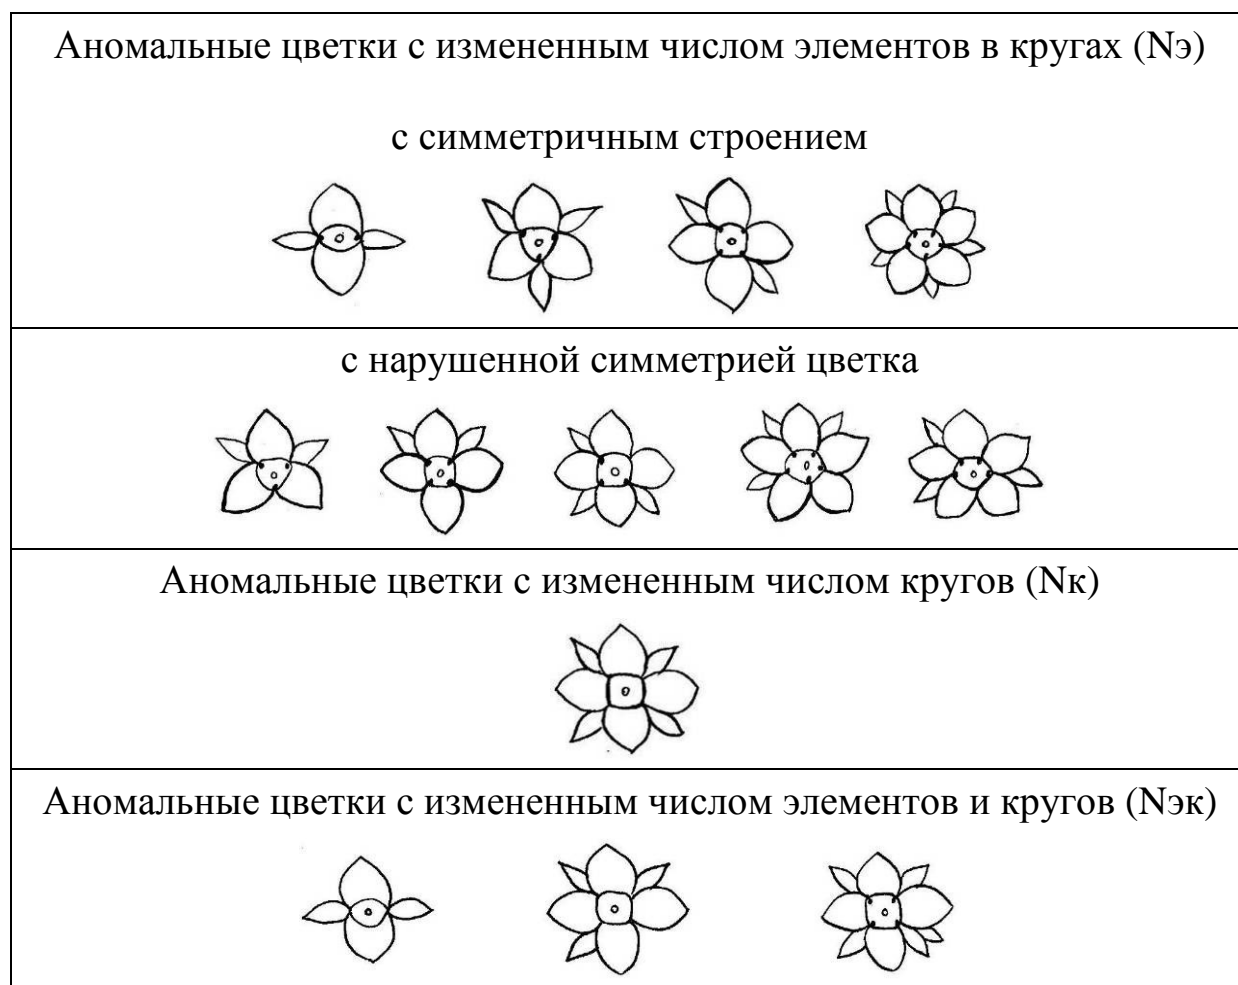 Аномальные цветки с измененным числом элементов в кругах (Nэ)
с симметричным строением
с нарушенной симметрией цветка
Аномальные цветки с измененным числом кругов (Nк)
Аномальные цветки с измененным числом элементов и кругов (Nэк)